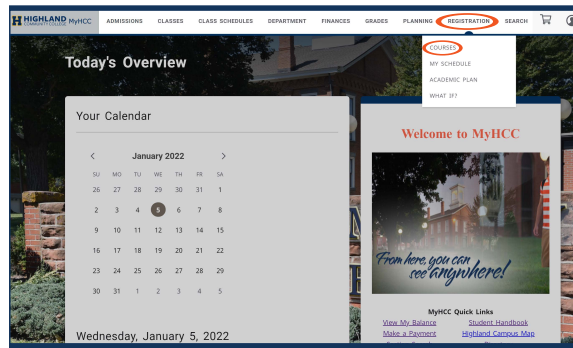 HIGHLAND COMMUNITY COLLEGE MyHCC ADMISSIONS CLASSES CLASS SCHEDULES DEPARTMENT FINANCES GRADES PLANNING REGISTRATION SEARCH
COURSES
MY SCHEDULE
ACADEMIC PLAN
WHAT IF?
Today's Overview
Your Calendar
January 2022
SU MO TU WE TH FR SA
26 27 28 29 30 31 1
2 3 4 5 6 7 8
9 10 11 12 13 14 15
16 17 18 19 20 21 22
23 24 25 26 27 28 29
30 31 1 2 3 4 5
Wednesday, January 5, 2022
Welcome to MyHCC
From here, you can
see anywhere!
MyHCC Quick Links
View My Balance Student Handbook
Make a Payment Highland Campus Map